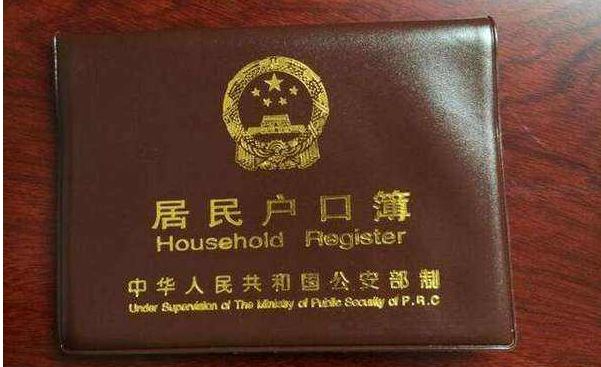 居民户口簿
Household Register
中华人民共和国公安部制
Under Supervision of The Ministry of Public Security of P.R.C